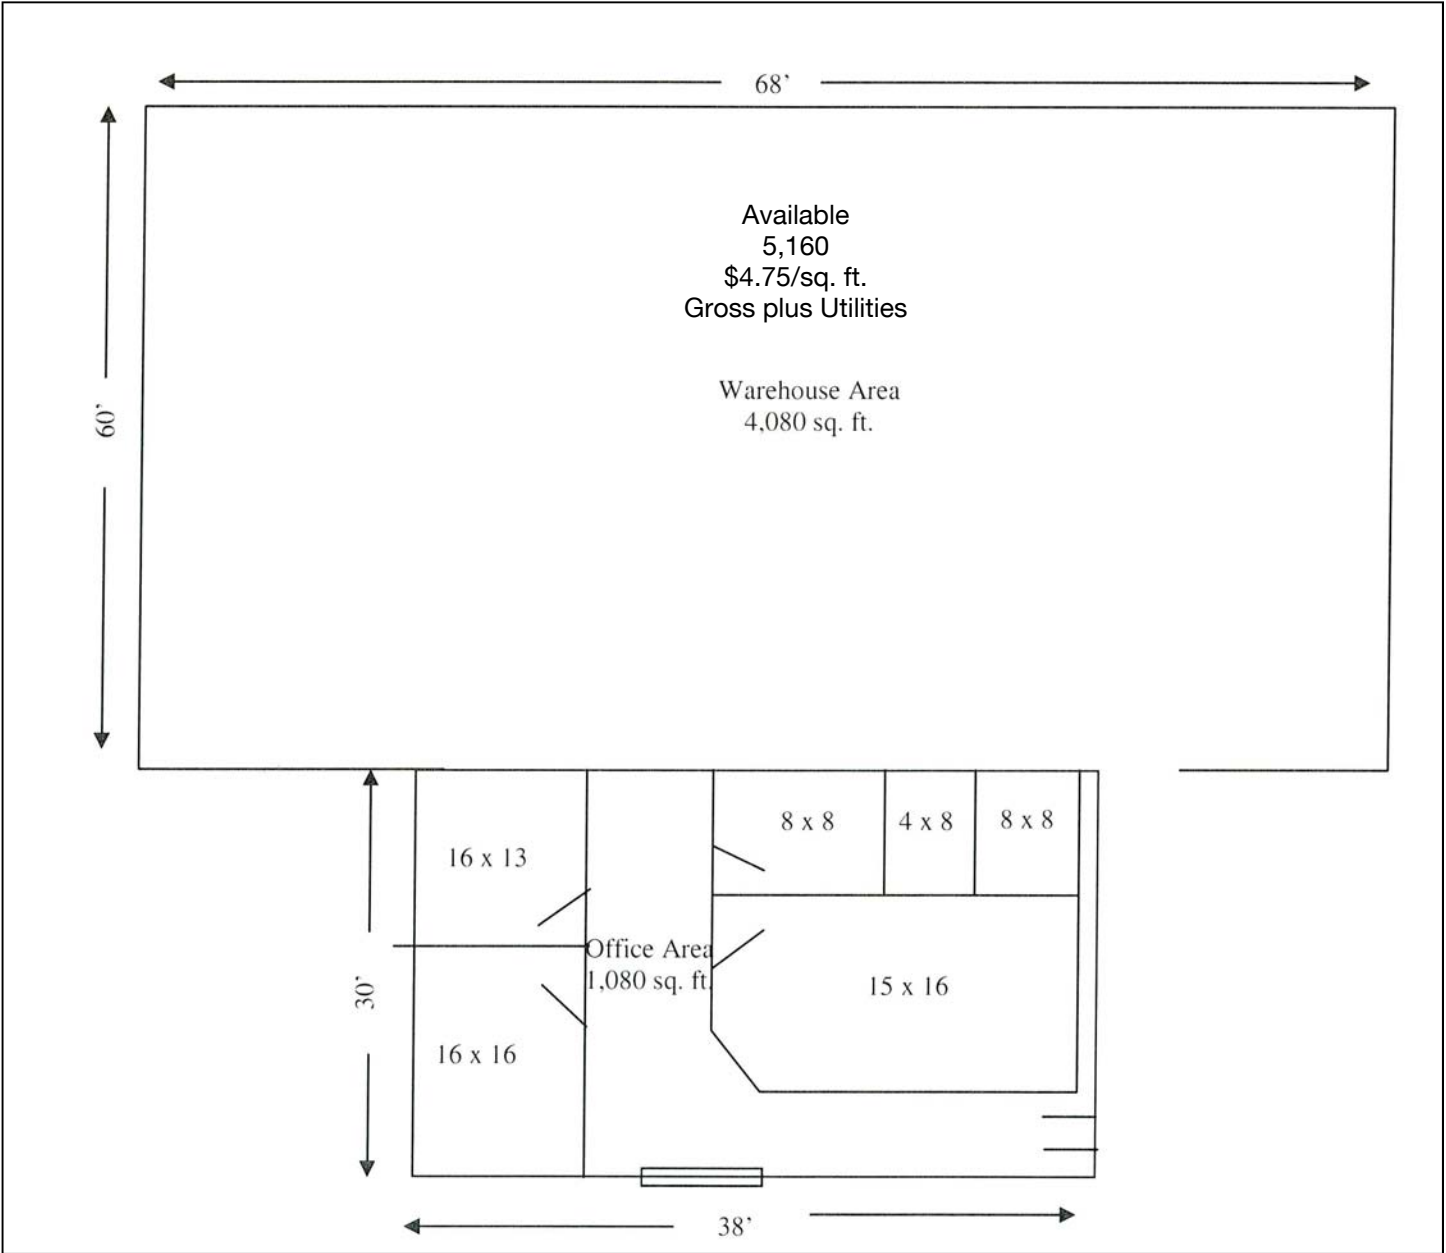 68’
Available
5,160
$4.75/sq. ft.
Gross plus Utilities
Warehouse Area
4,080 sq. ft.
60’
8 x 8
4 x 8
8 x 8
16 x 13
Office Area
1,080 sq. ft.
15 x 16
30’
16 x 16
38’